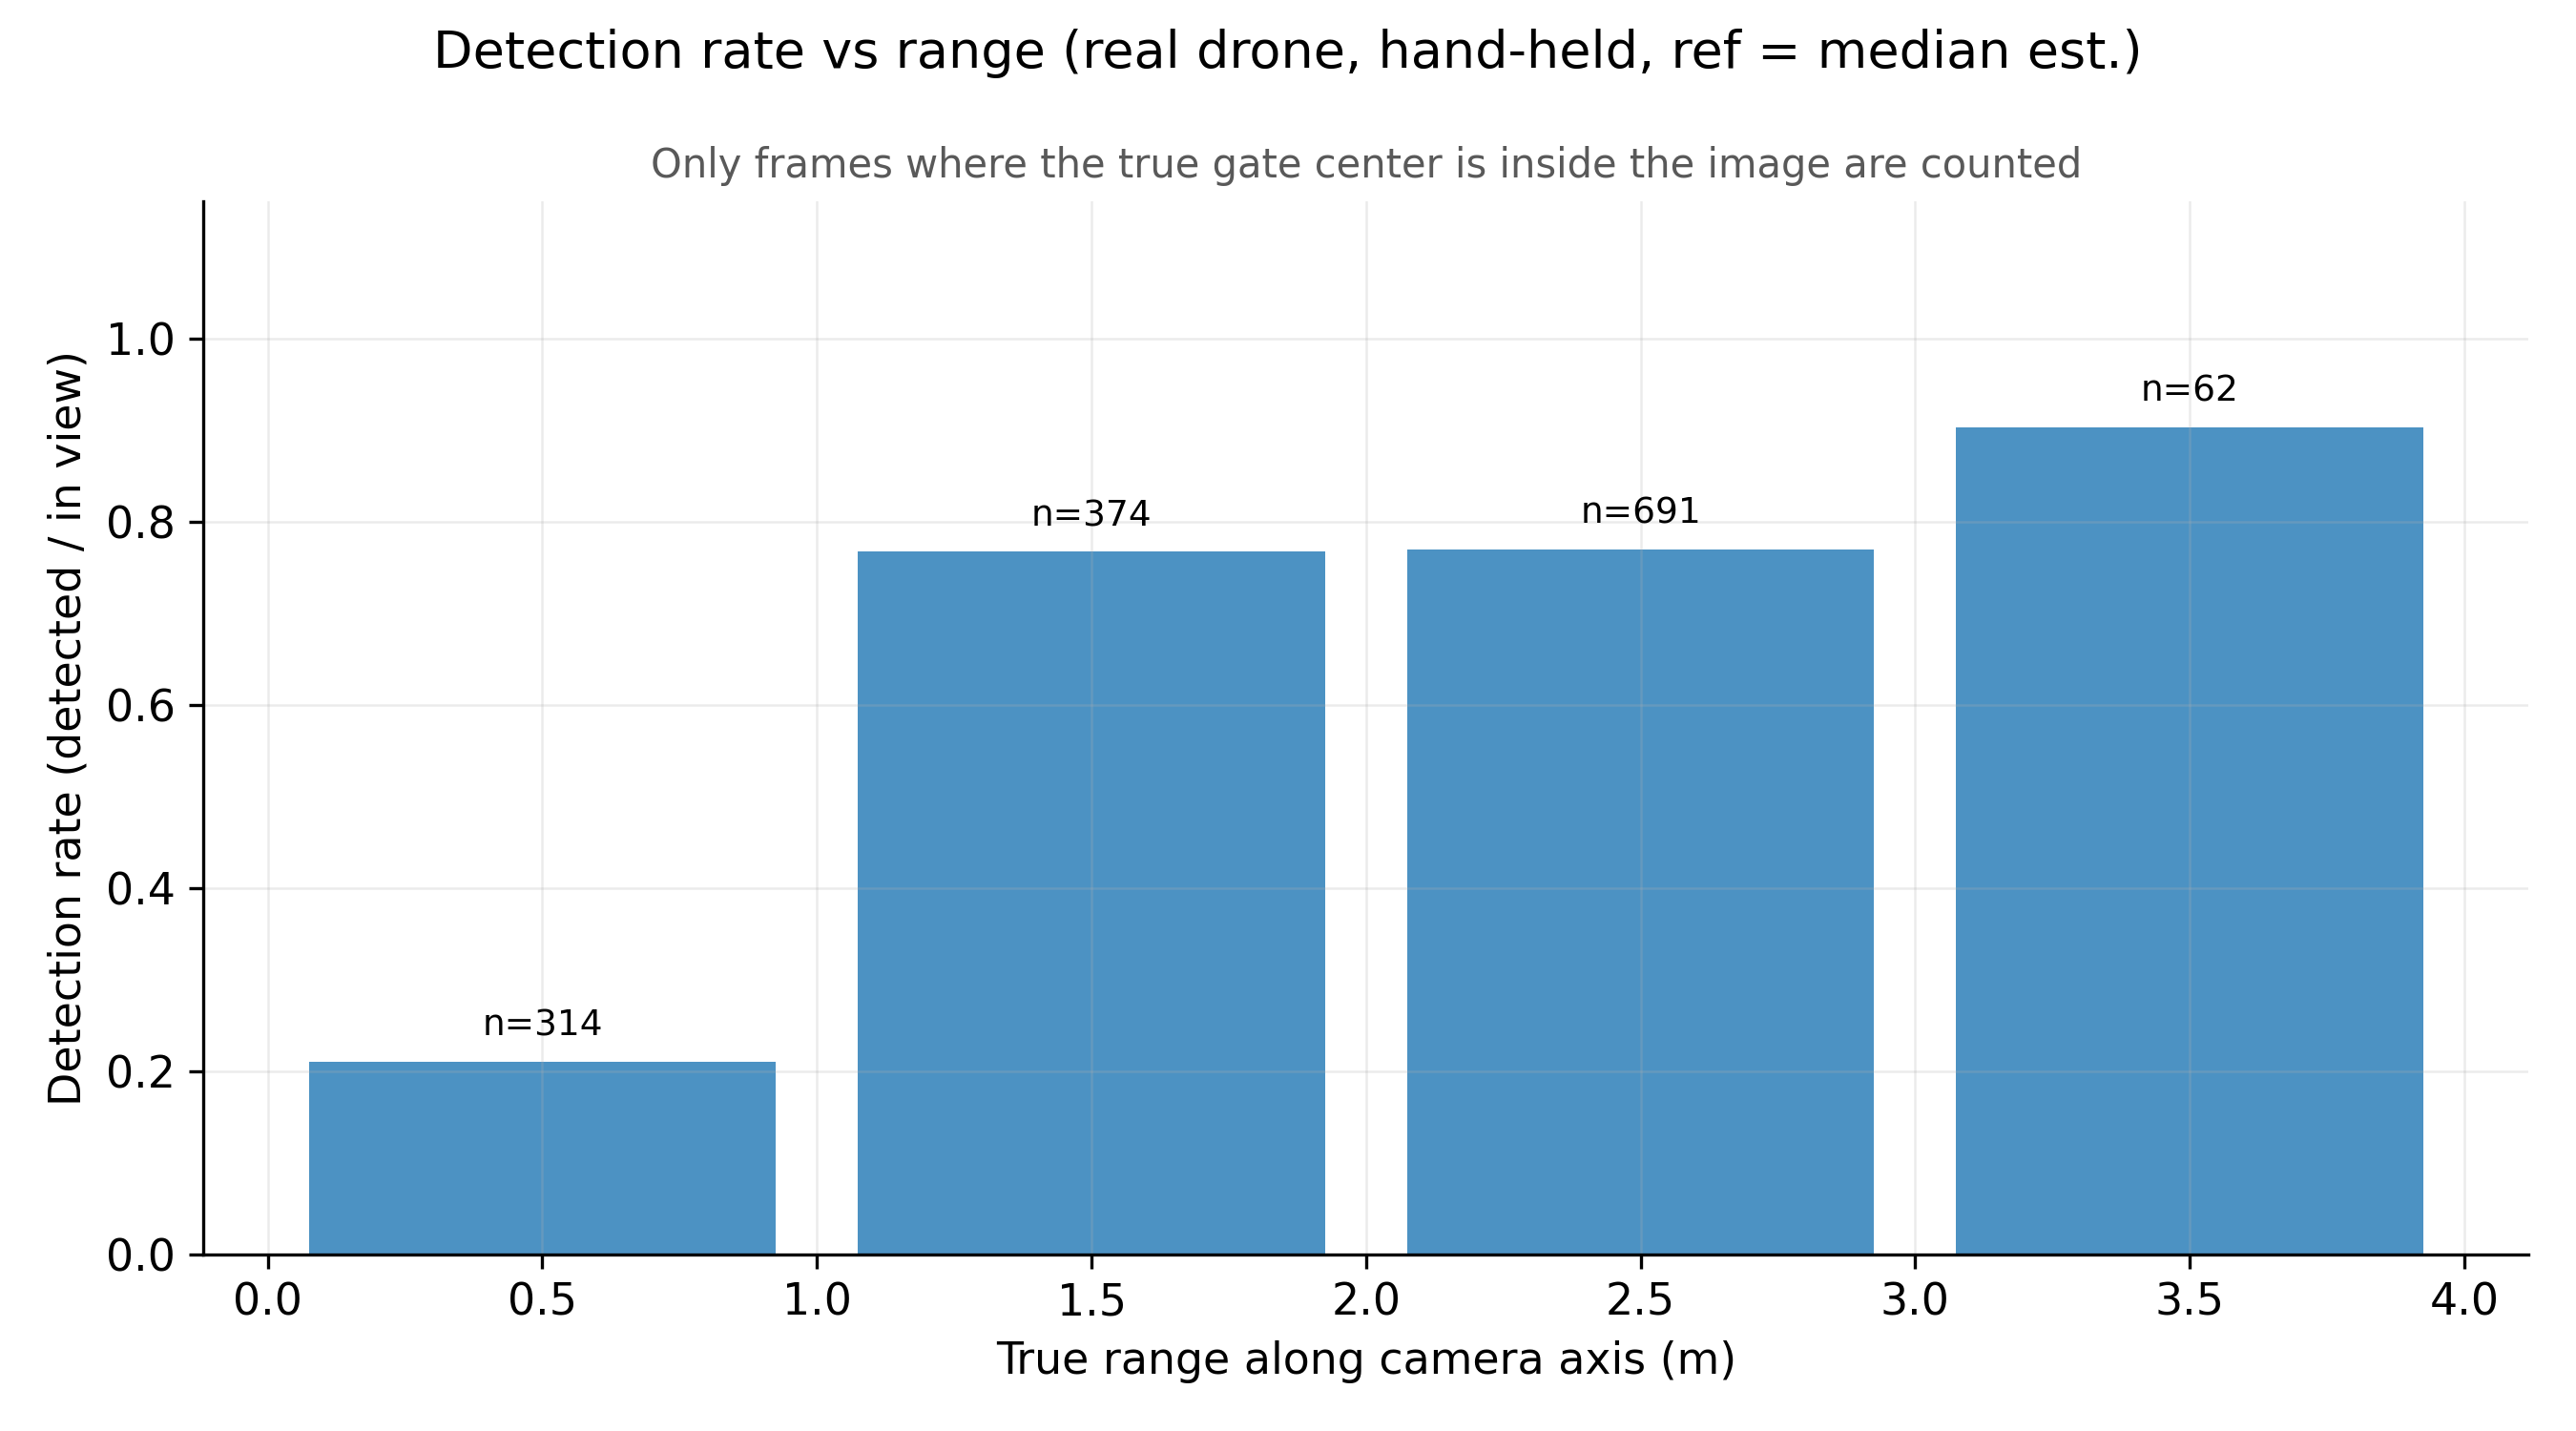 Detection rate vs range (real drone, hand-held, ref = median est.)
Only frames where the true gate center is inside the image are counted
Detection rate (detected / in view)
1.0
0.8
0.6
0.4
0.2
0.0
n=314
n=374
n=691
n=62
0.0 0.5 1.0 1.5 2.0 2.5 3.0 3.5 4.0
True range along camera axis (m)